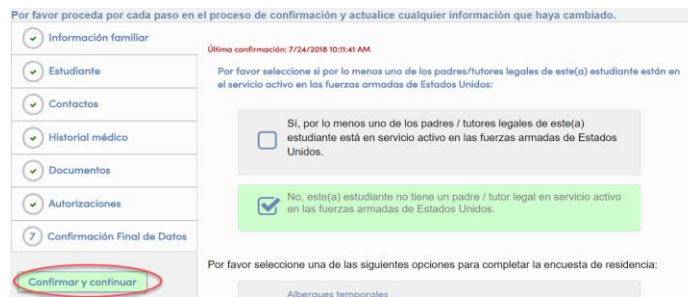 Por favor proceda por cada paso en el proceso de confirmación y actualice cualquier información que haya cambiado.
Información familiar
Estudiante
Contactos
Historial médico
Documentos
Autorizaciones
7 Confirmación Final de Datos
Confirmar y continuar
Última confirmación: 7/24/2018 10:11:41 AM
Por favor seleccione si por lo menos uno de los padres/tutores legales de este(a) estudiante están en
el servicio activo en las fuerzas armadas de Estados Unidos:
Sí, por lo menos uno de los padres / tutores legales de este(a)
estudiante está en servicio activo en las fuerzas armadas de Estados
Unidos.
No, este(a) estudiante no tiene un padre / tutor legal en servicio activo
en las fuerzas armadas de Estados Unidos.
Por favor seleccione una de las siguientes opciones para completar la encuesta de residencia:
Albergues temporales